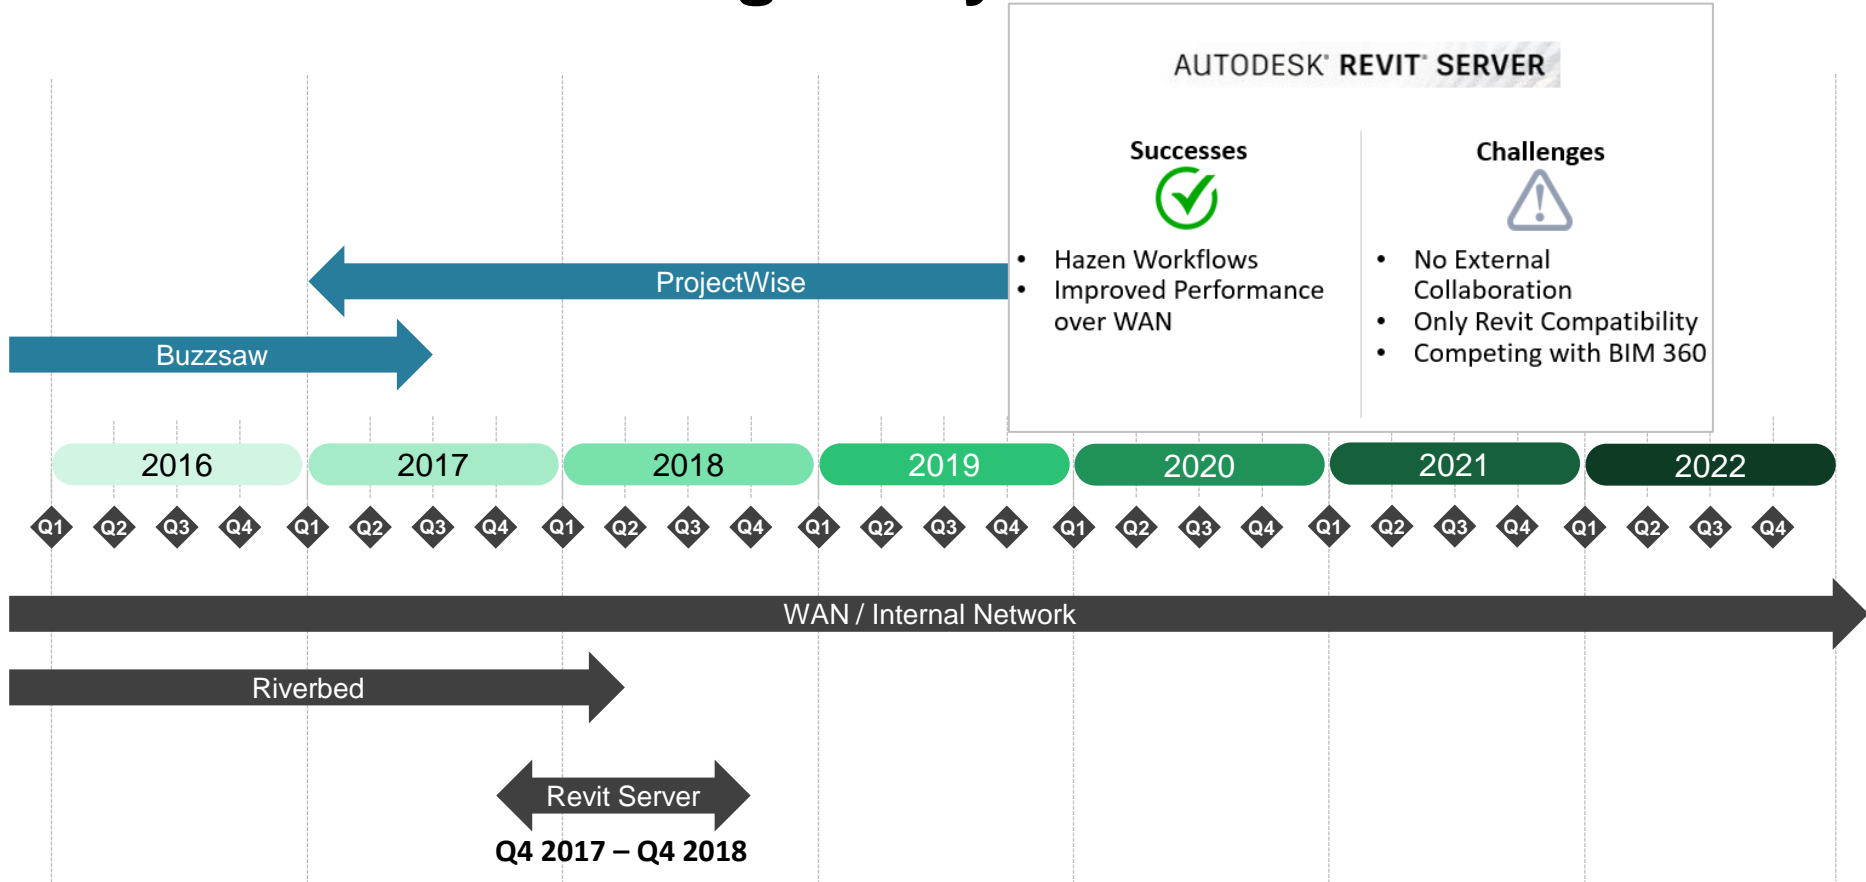 AUTODESK® REVIT® SERVER
Successes
Challenges
• Hazen Workflows
• Improved Performance
over WAN
• No External
Collaboration
• Only Revit Compatibility
• Competing with BIM 360
ProjectWise
Buzzsaw
2016 2017 2018 2019 2020 2021 2022
Q1 Q2 Q3 Q4 Q1 Q2 Q3 Q4 Q1 Q2 Q3 Q4 Q1 Q2 Q3 Q4 Q1 Q2 Q3 Q4 Q1 Q2 Q3 Q4 Q1 Q2 Q3 Q4
WAN / Internal Network
Riverbed
Revit Server
Q4 2017 – Q4 2018